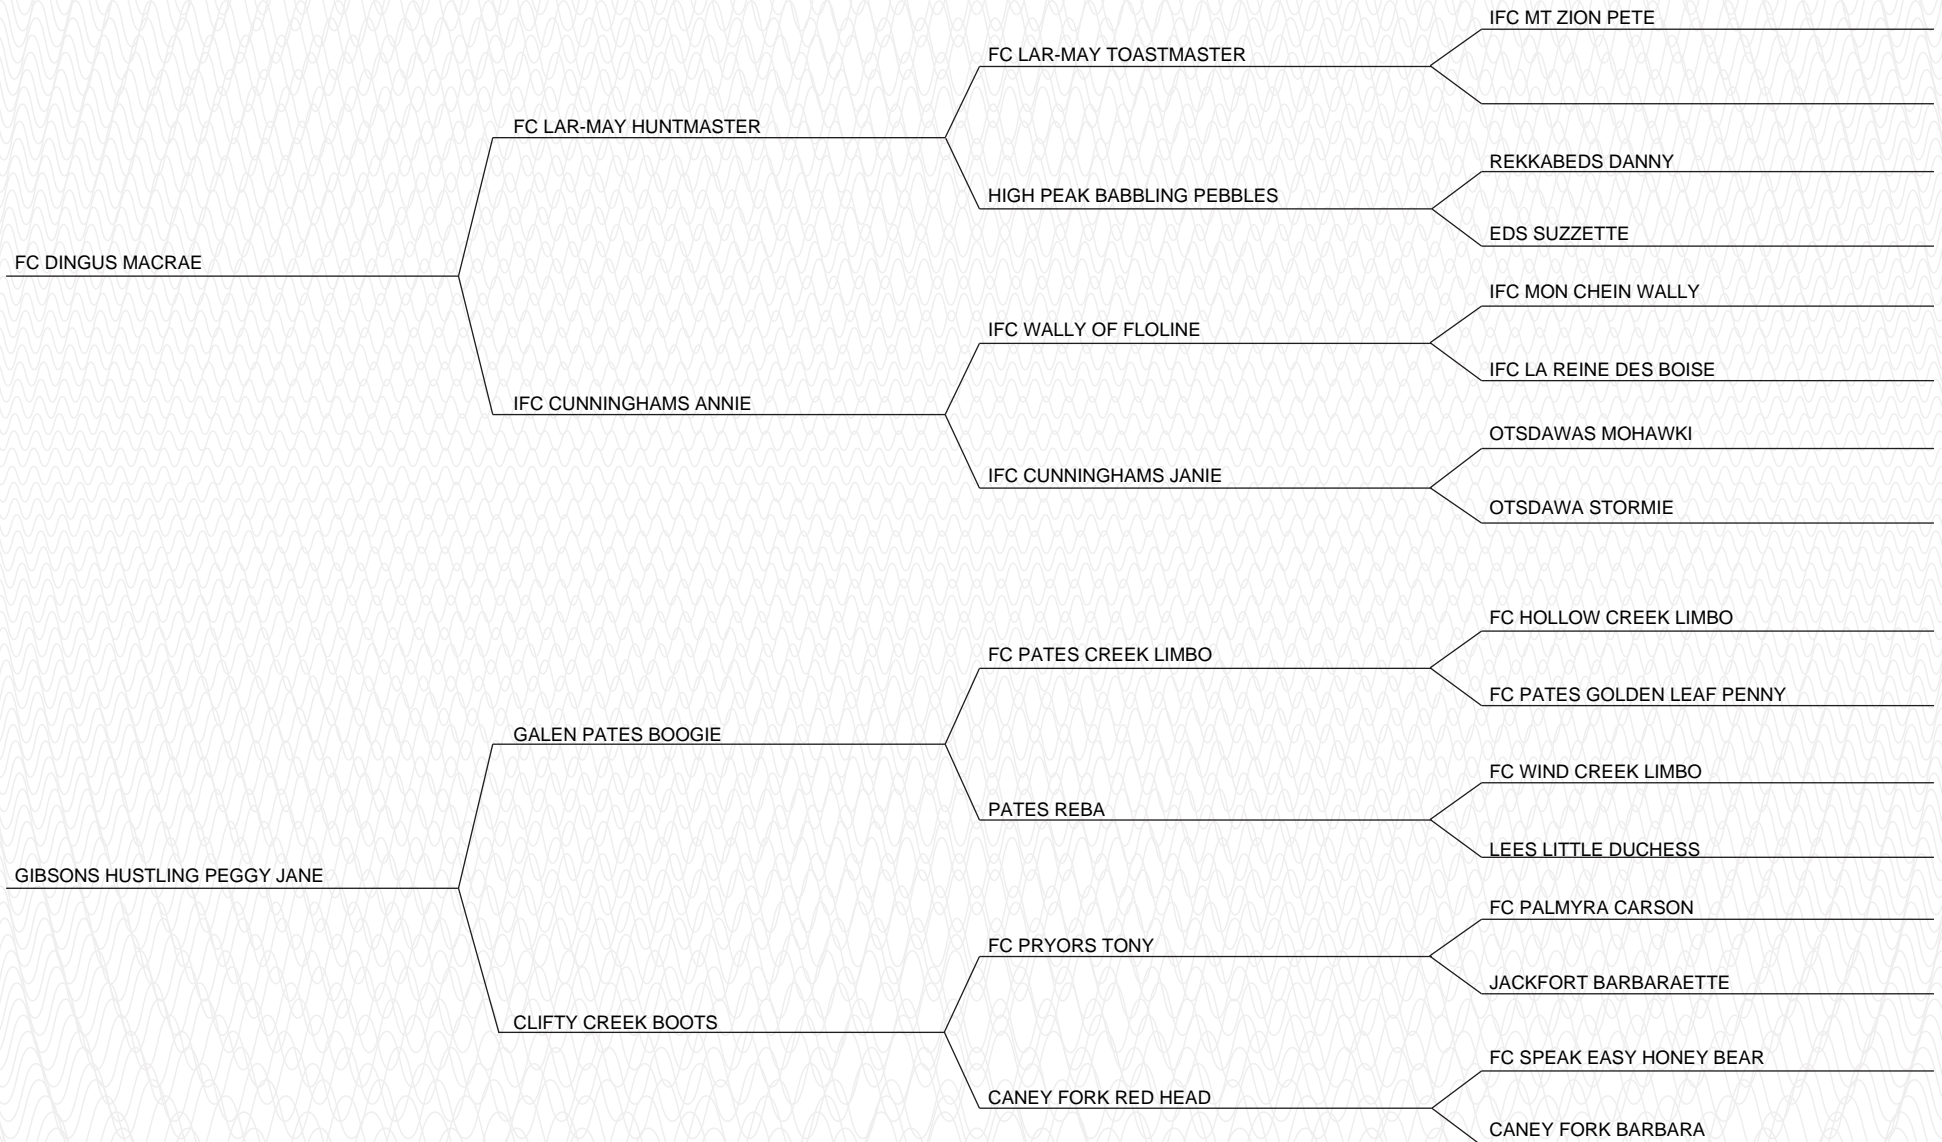 IFC MT ZION PETE
FC LAR-MAY TOASTMASTER
FC LAR-MAY HUNTMASTER
REKKABEDS DANNY
HIGH PEAK BABBLING PEBBLES
EDS SUZZETTE
FC DINGUS MACRAE
IFC MON CHEIN WALLY
IFC WALLY OF FLOLINE
IFC LA REINE DES BOISE
IFC CUNNINGHAMS ANNIE
OTSDAWAS MOHAWKI
IFC CUNNINGHAMS JANIE
OTSDAWA STORMIE
FC HOLLOW CREEK LIMBO
FC PATES CREEK LIMBO
FC PATES GOLDEN LEAF PENNY
GALEN PATES BOOGIE
FC WIND CREEK LIMBO
PATES REBA
LEES LITTLE DUCHESS
GIBSONS HUSTLING PEGGY JANE
FC PALMYRA CARSON
FC PRYORS TONY
JACKFORT BARBARAETTE
CLIFTY CREEK BOOTS
FC SPEAK EASY HONEY BEAR
CANEY FORK RED HEAD
CANEY FORK BARBARA